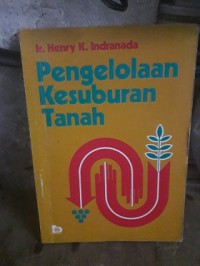 Ir. Henry K. Indranada
Pengelolaan
Kesuburan
Tanah